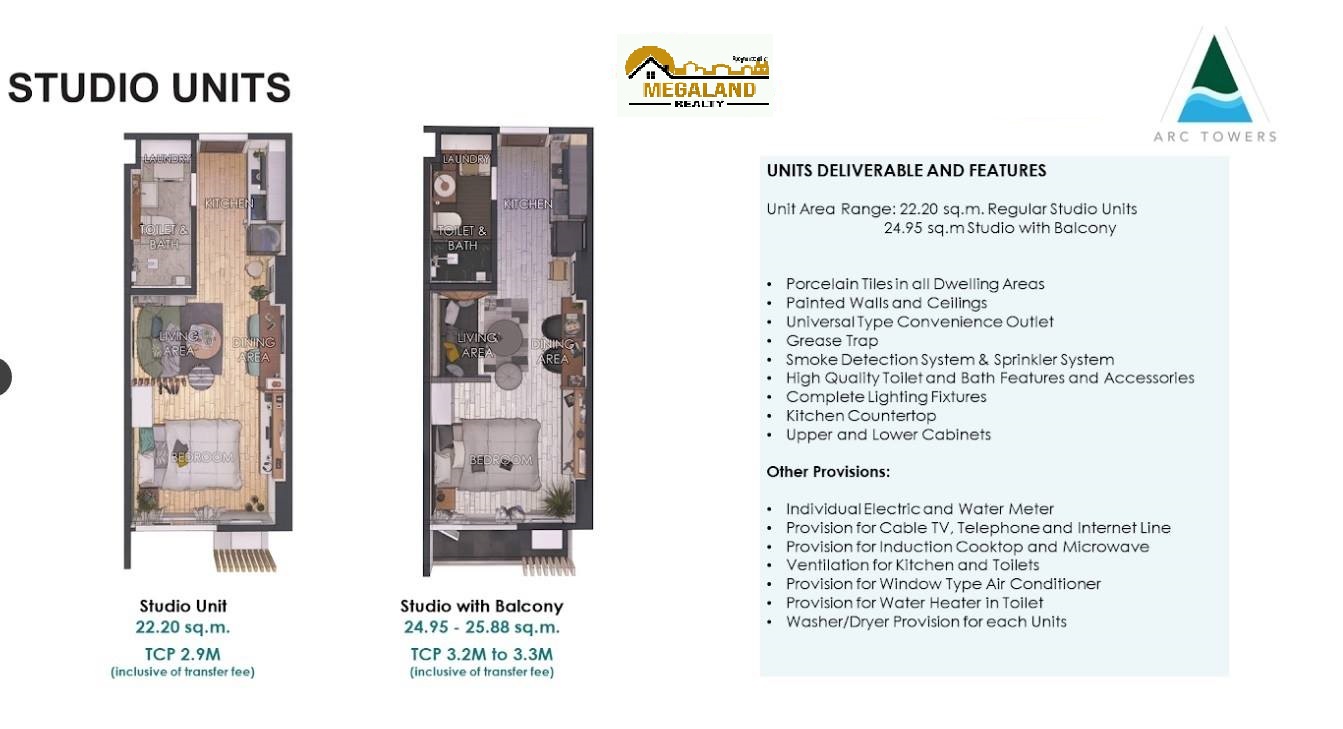 STUDIO UNITS
MEGALAND
REALTY
ARC TOWERS
LAUNDRY
KITCHEN
TOILET &
BATH
LIVING
AREA
DINING
AREA
BEDROOM
LAUNDRY
KITCHEN
TOILET &
BATH
LIVING
AREA
DINING
AREA
BEDROOM
Studio Unit
22.20 sq.m.
TCP 2.9M
(inclusive of transfer fee)
Studio with Balcony
24.95 - 25.88 sq.m.
TCP 3.2M to 3.3M
(inclusive of transfer fee)
UNITS DELIVERABLE AND FEATURES
Unit Area Range: 22.20 sq.m. Regular Studio Units
24.95 sq.m Studio with Balcony
• Porcelain Tiles in all Dwelling Areas
• Painted Walls and Ceilings
• Universal Type Convenience Outlet
• Grease Trap
• Smoke Detection System & Sprinkler System
• High Quality Toilet and Bath Features and Accessories
• Complete Lighting Fixtures
• Kitchen Countertop
• Upper and Lower Cabinets
Other Provisions:
• Individual Electric and Water Meter
• Provision for Cable TV, Telephone and Internet Line
• Provision for Induction Cooktop and Microwave
• Ventilation for Kitchen and Toilets
• Provision for Window Type Air Conditioner
• Provision for Water Heater in Toilet
• Washer/Dryer Provision for each Units